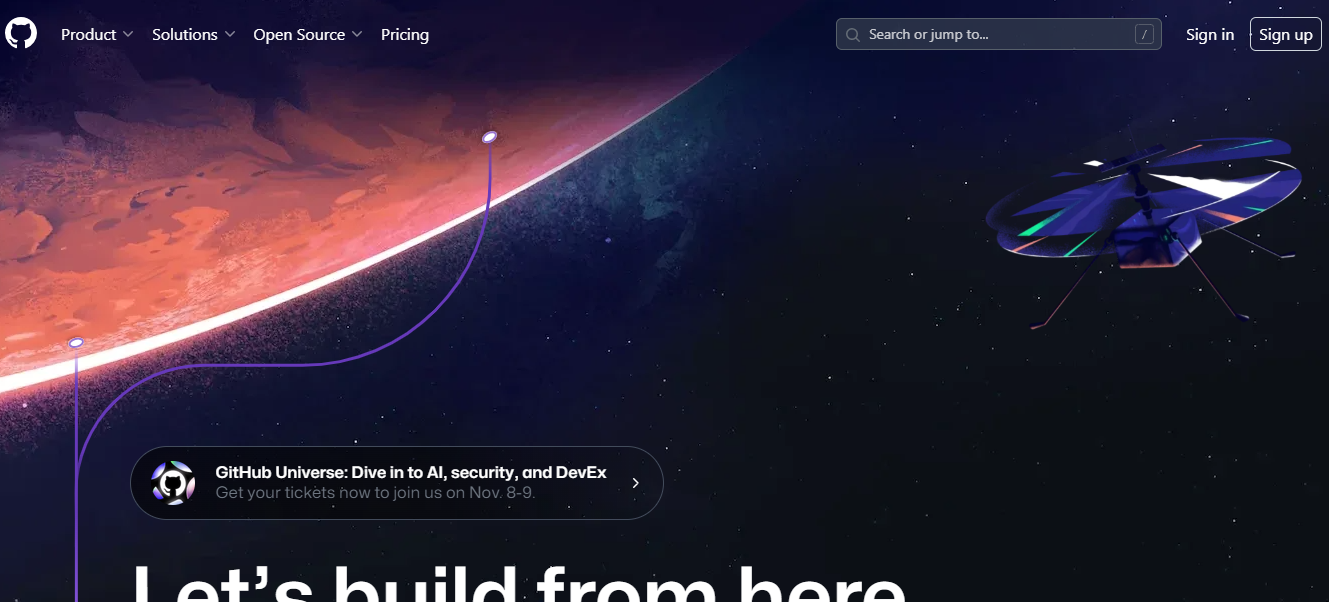 Product
Solutions
Open Source
Pricing
Search or jump to...
/
Sign in
Sign up
GitHub Universe: Dive in to AI, security, and DevEx
Get your tickets now to join us on Nov. 8-9.
Let's build from here